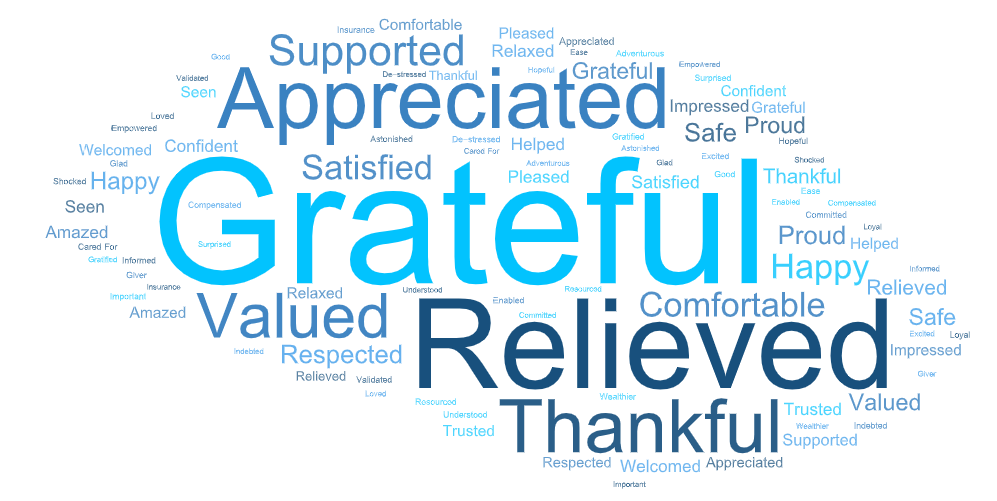 Insurance
Comfortable
Pleased
Appreciated
Supported
Relaxed
Ease
Adventurous
Good
Empowered
Validated
De-stressed
Thankful
Hopeful
Grateful
Surprised
Seen
Appreciated
Confident
Impressed
Grateful
Loved
Empowered
Safe
Proud
Hopeful
Astonished
De-stressed
Helped
Gratified
Astonished
Welcomed
Confident
Cared For
Glad
Satisfied
Adventurous
Glad
Excited
Shocked
Shocked
Happy
Pleased
Satisfied
Good
Thankful
Ease
Seen
Compensated
Grateful
Enabled
Compensated
Committed
Amazed
Cared For
Surprised
Proud
Loyal
Helped
Gratified
Informed
Giver
Happy
Informed
Important
Insurance
Relaxed
Understood
Resourced
Relieved
Amazed
Valued
Enabled
Comfortable
Committed
Safe
Excited
Loyal
Indebted
Respected
Relieved
Impressed
Relieved
Validated
Giver
Loved
Resourced
Wealthier
Valued
Understood
Thankful
Trusted
Trusted
Wealthier
Indebted
Supported
Respected
Welcomed
Appreciated
Important